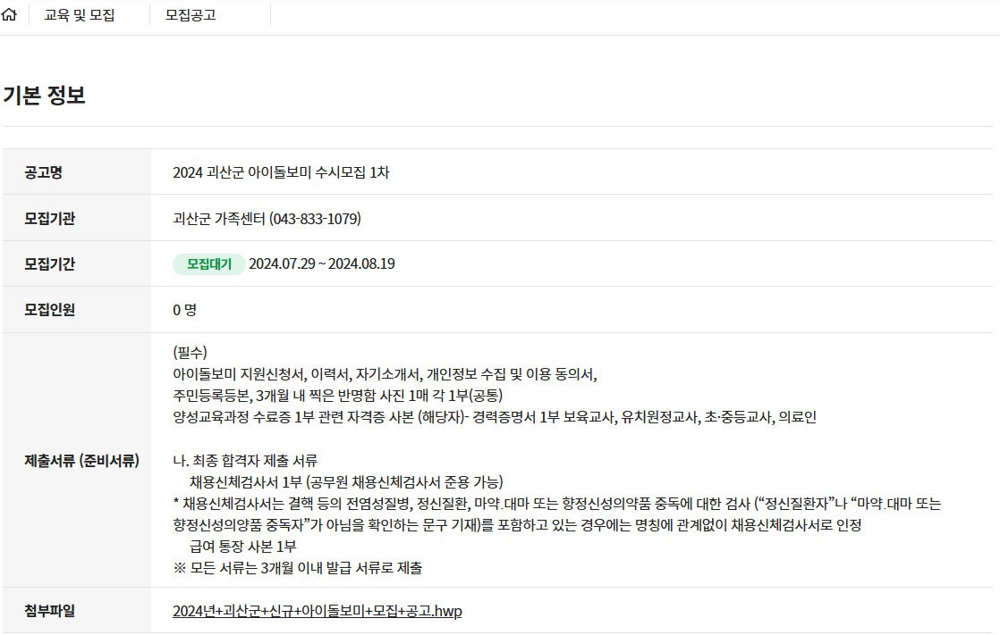 교육 및 모집 모집공고
기본 정보
공고명 2024 괴산군 아이돌보미 수시모집 1차
모집기관 괴산군 가족센터 (043-833-1079)
모집기간 모집대기 2024.07.29 ~ 2024.08.19
모집인원 0 명
제출서류 (준비서류)
(필수)
아이돌보미 지원신청서, 이력서, 자기소개서, 개인정보 수집 및 이용 동의서,
주민등록등본, 3개월 내 찍은 반명함 사진 1매 각 1부(공통)
양성교육과정 수료증 1부 관련 자격증 사본 (해당자)- 경력증명서 1부 보육교사, 유치원정교사, 초·중등교사, 의료인
나. 최종 합격자 제출 서류
채용신체검사서 1부 (공무원 채용신체검사서 준용 가능)
* 채용신체검사서는 결핵 등의 전염성질병, 정신질환, 마약.대마 또는 향정신성의약품 중독에 대한 검사 (“정신질환자”나 “마약.대마 또는
향정신성의약품 중독자”가 아님을 확인하는 문구 기재)를 포함하고 있는 경우에는 명칭에 관계없이 채용신체검사서로 인정
급여 통장 사본 1부
※ 모든 서류는 3개월 이내 발급 서류로 제출
첨부파일 2024년+괴산군+신규+아이돌보미+모집+공고.hwp